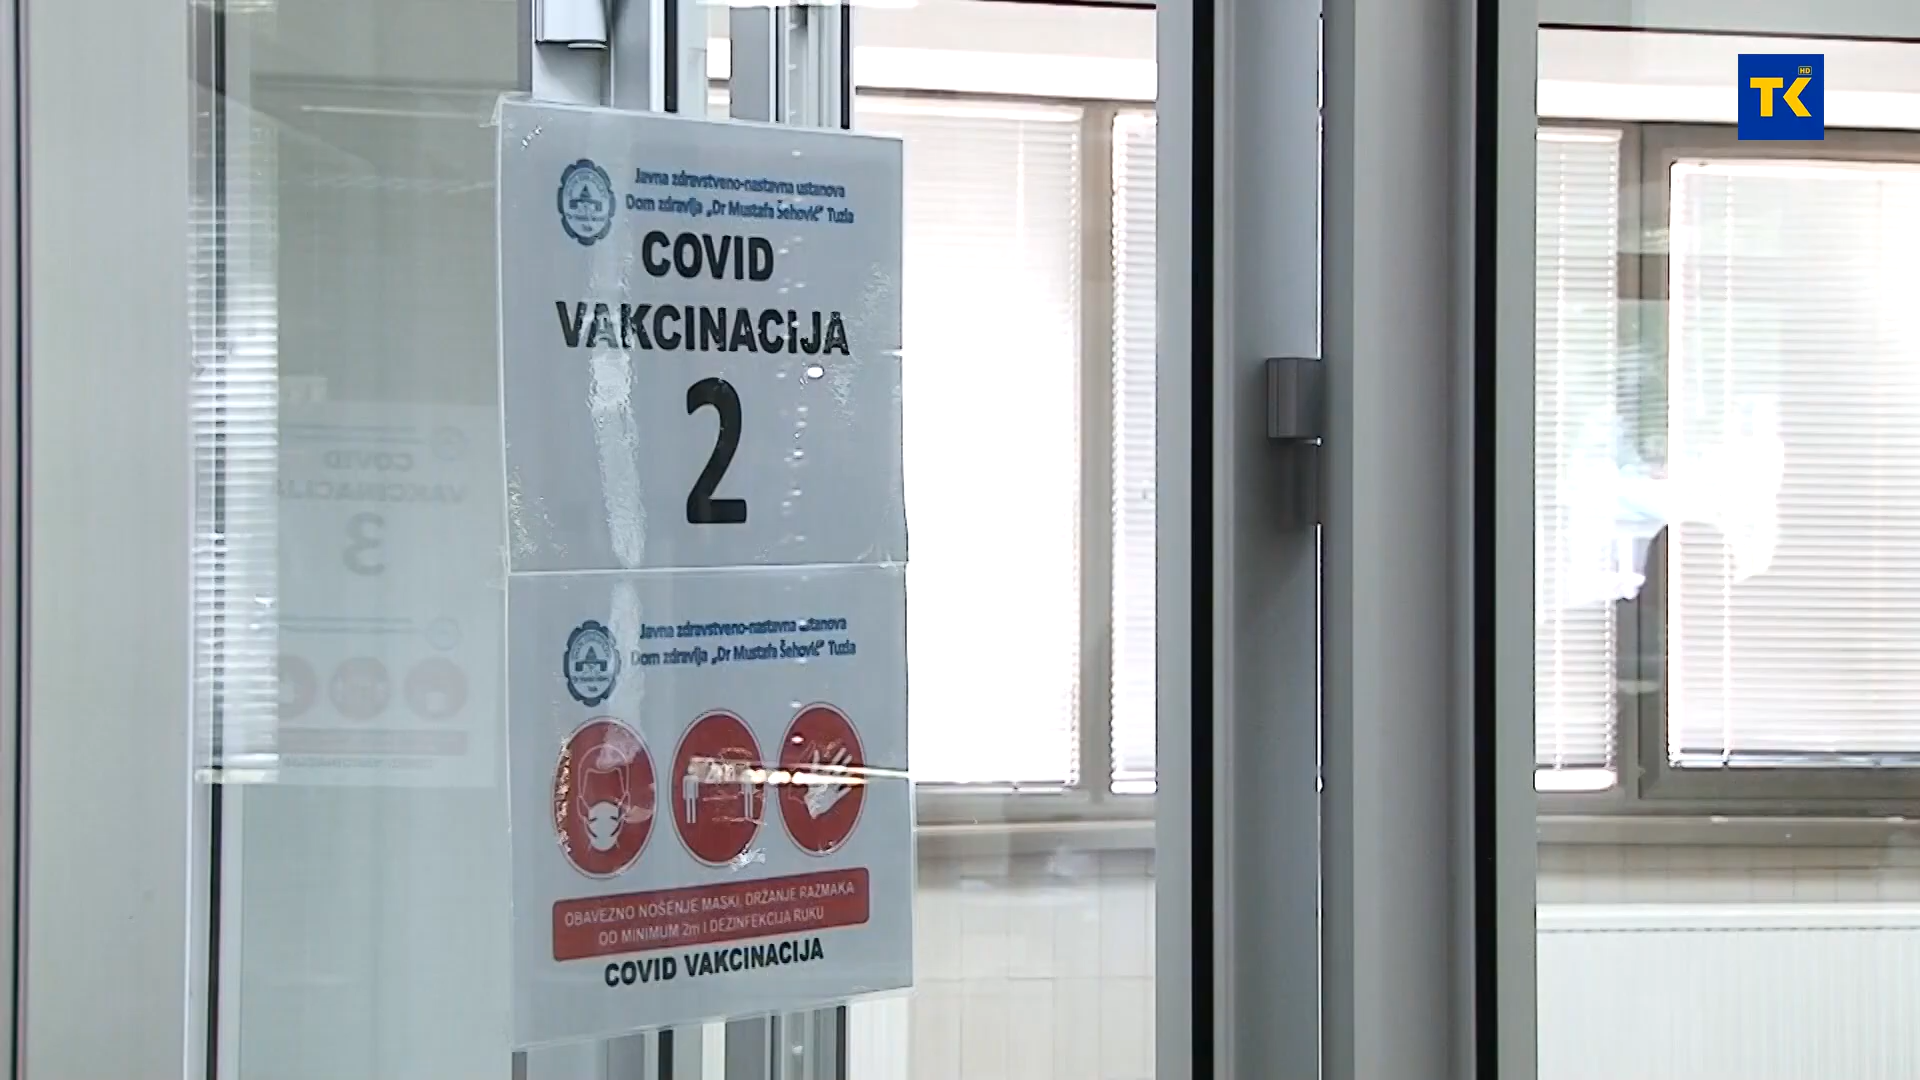 TK HD
Javna zdravstveno-nastavna ustanova
Dom zdravlja „Dr Mustafa Šehović" Tuzla
COVID
VAKCINACIJA
2
Javna zdravstveno-nastavna ustanova
Dom zdravlja „Dr Mustafa Šehović" Tuzla
OBAVEZNO NOŠENJE MASKI, DRŽANJE RAZMAKA
OD MINIMUM 2m I DEZINFEKCIJA RUKU
COVID VAKCINACIJA
COVID
VAKCINACIJA
3